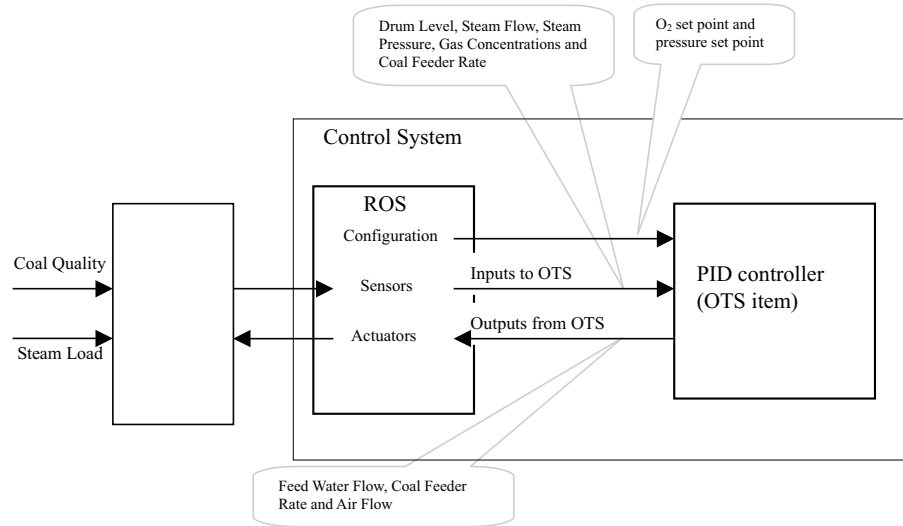 Drum Level, Steam Flow, Steam
Pressure, Gas Concentrations and
Coal Feeder Rate
O₂ set point and
pressure set point
Control System
ROS
Configuration
Coal Quality
Sensors
Inputs to OTS
PID controller
(OTS item)
Steam Load
Actuators
Outputs from OTS
Feed Water Flow, Coal Feeder
Rate and Air Flow